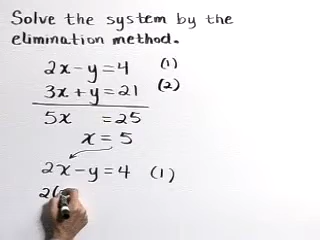 Solve the system by the
elimination method.
2x - y = 4 (1)
3x + y = 21 (2)
5x = 25
x = 5
2x - y = 4 (1)
2(